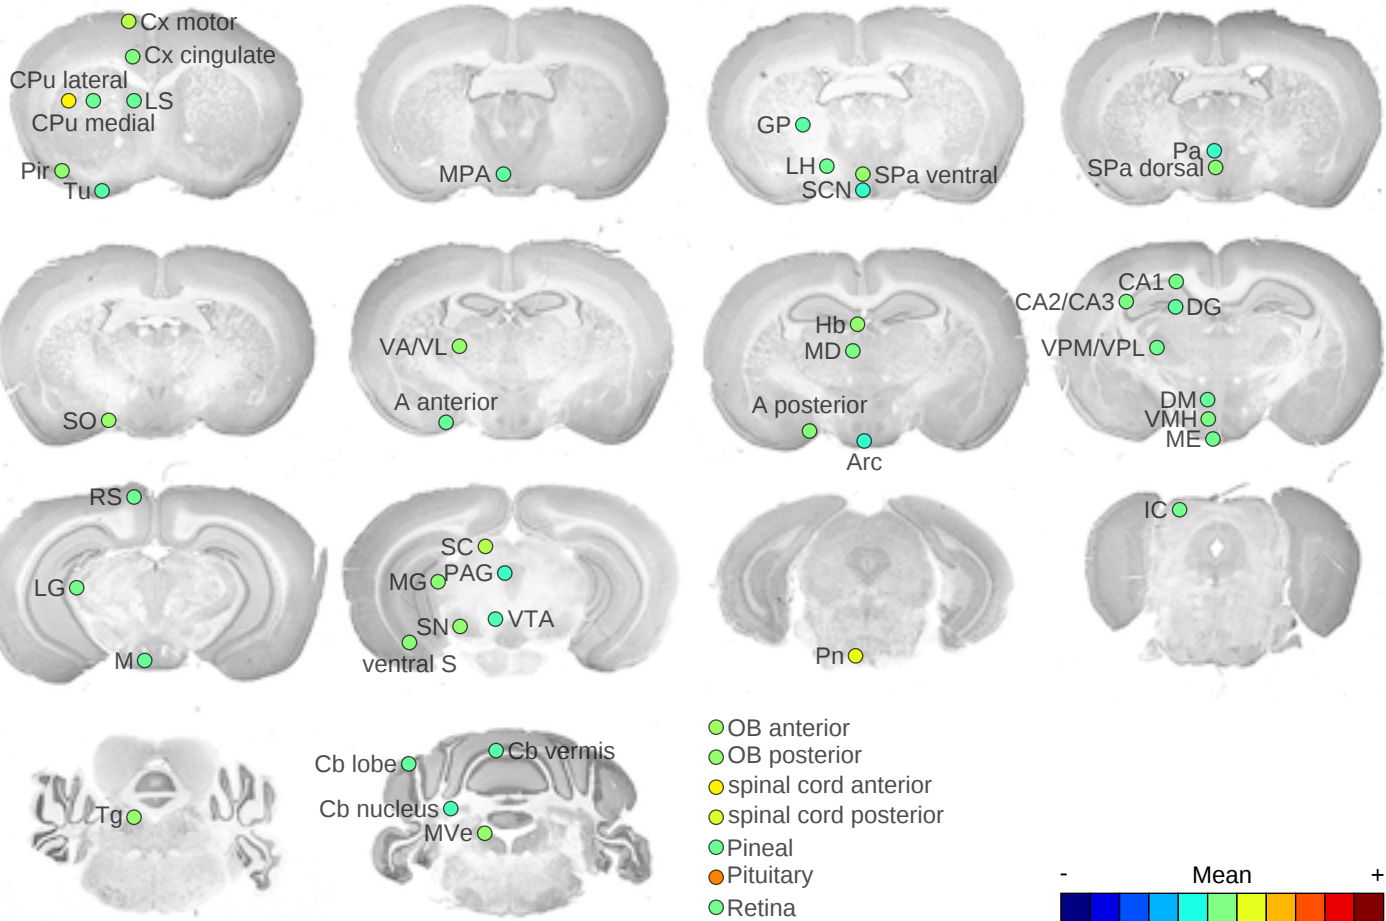 Cx motor
Cx cingulate
CPu lateral
LS
CPu medial
Pir
Tu
MPA
GP
LH
SPa ventral
SCN
Pa
SPa dorsal
SO
VA/VL
A anterior
Hb
MD
A posterior
Arc
CA1
CA2/CA3
DG
VPM/VPL
DM
VMH
ME
RS
LG
M
SC
PAG
MG
VTA
SN
ventral S
Pn
IC
Tg
Cb vermis
Cb lobe
Cb nucleus
MVe
OB anterior
OB posterior
spinal cord anterior
spinal cord posterior
Pineal
Pituitary
Retina
- Mean +